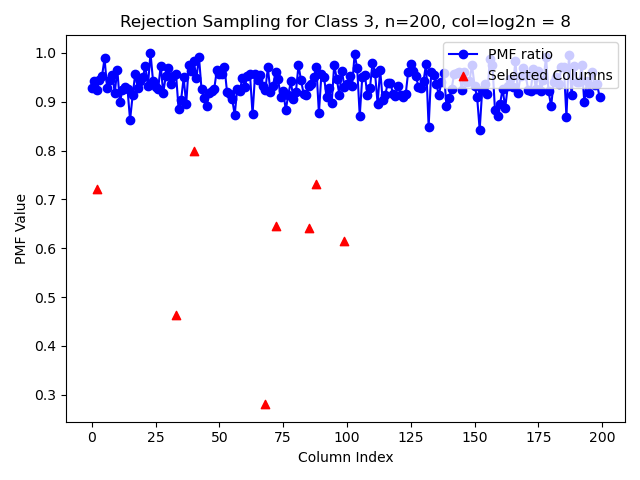 Rejection Sampling for Class 3, n=200, col=log2n = 8
PMF ratio
Selected Columns
PMF Value
1.0
0.9
0.8
0.7
0.6
0.5
0.4
0.3
0 25 50 75 100 125 150 175 200
Column Index